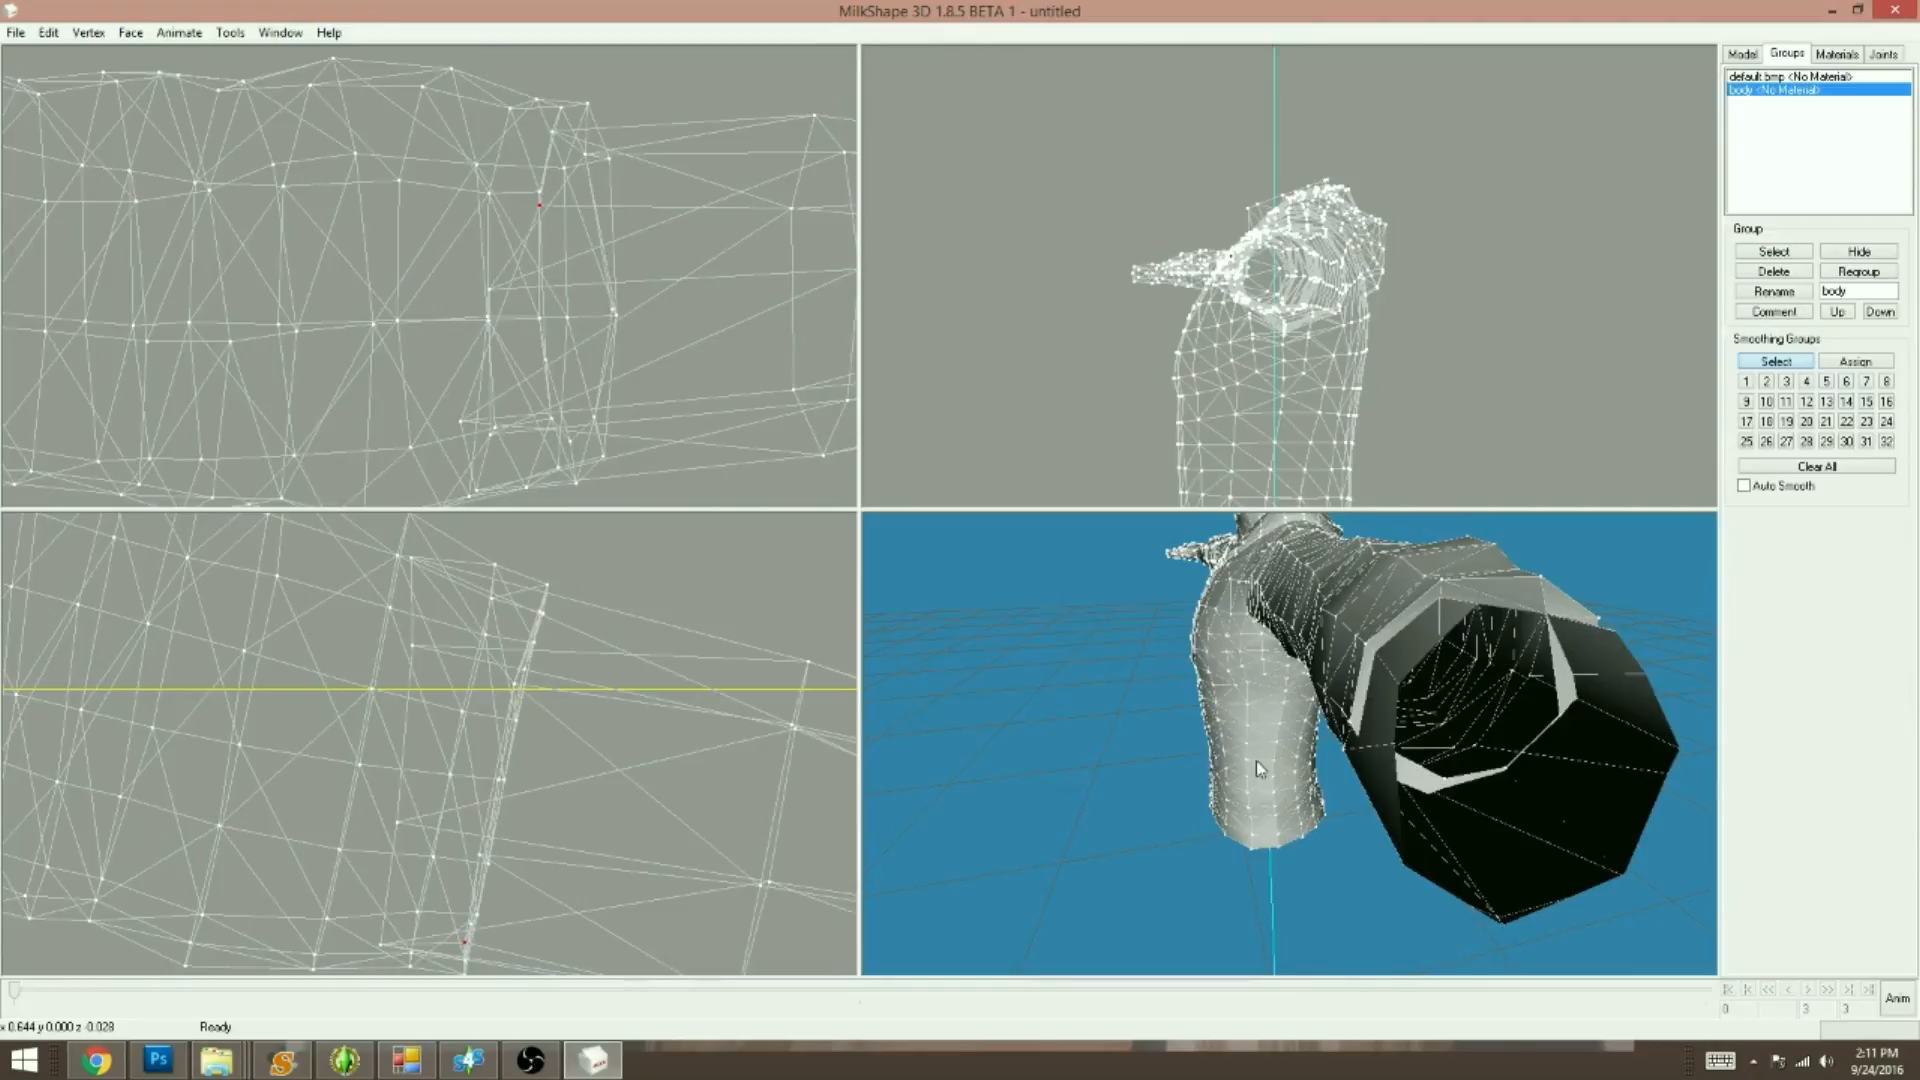 MilkShape 3D 1.8.5 BETA 1 - untitled
File Edit Vertex Face Animate Tools Window Help
Model Groups Materials Joints
default.bmp <No Material>
body <No Material>
Group
Select Hide
Delete Regroup
Rename body
Comment Up Down
Smoothing Groups
Select Assign
1 2 3 4 5 6 7 8
9 10 11 12 13 14 15 16
17 18 19 20 21 22 23 24
25 26 27 28 29 30 31 32
Clear All
Auto Smooth
Anim
0 3 3
x 0.644 y 0.000 z -0.028 Ready
Ps S S4S
2:11 PM
9/24/2016